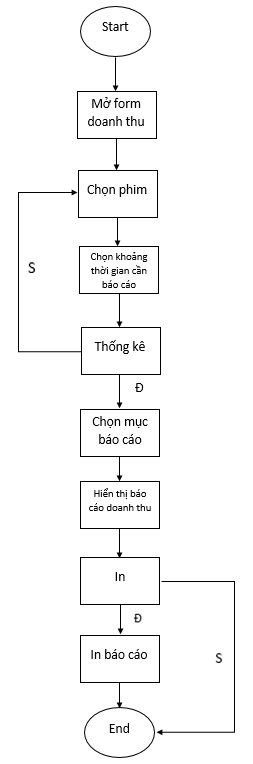 Start
Mở form
doanh thu
Chọn phim
Chọn khoảng
thời gian cần
báo cáo
S
Thống kê
Đ
Chọn mục
báo cáo
Hiển thị báo
cáo doanh thu
In
Đ
In báo cáo
S
End